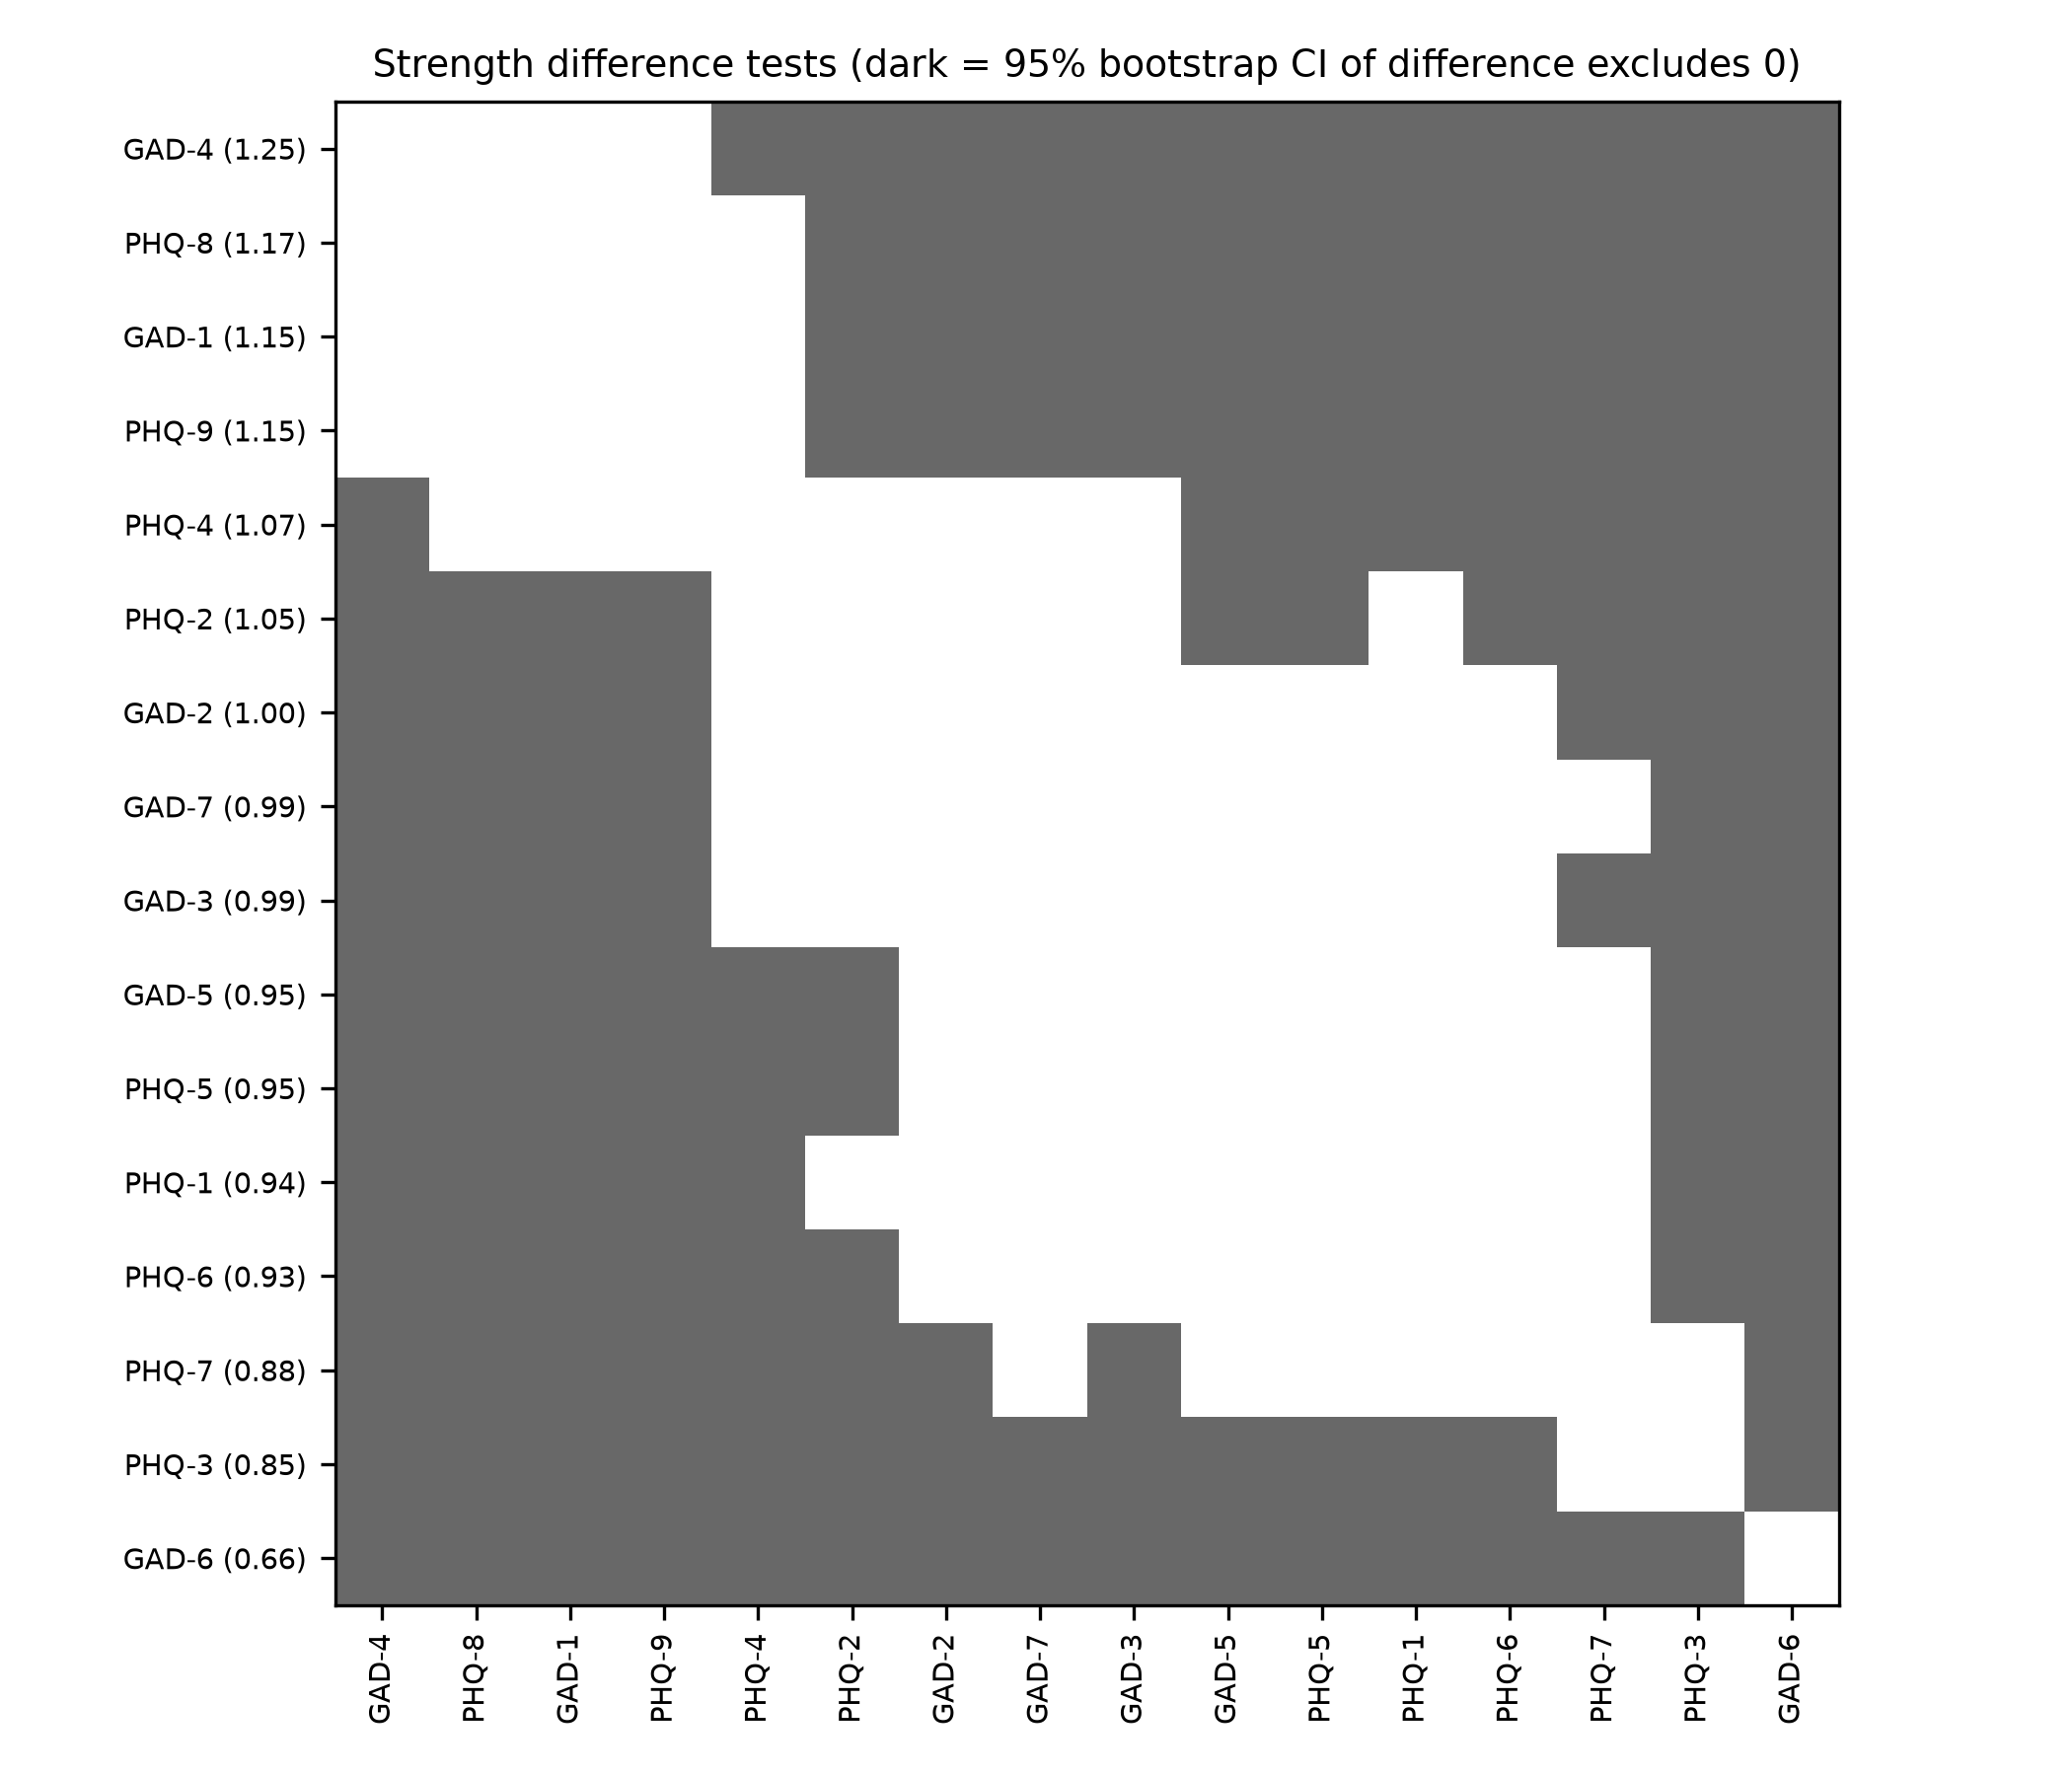 Strength difference tests (dark = 95% bootstrap CI of difference excludes 0)
GAD-4 (1.25)
PHQ-8 (1.17)
GAD-1 (1.15)
PHQ-9 (1.15)
PHQ-4 (1.07)
PHQ-2 (1.05)
GAD-2 (1.00)
GAD-7 (0.99)
GAD-3 (0.99)
GAD-5 (0.95)
PHQ-5 (0.95)
PHQ-1 (0.94)
PHQ-6 (0.93)
PHQ-7 (0.88)
PHQ-3 (0.85)
GAD-6 (0.66)
GAD-4
PHQ-8
GAD-1
PHQ-9
PHQ-4
PHQ-2
GAD-2
GAD-7
GAD-3
GAD-5
PHQ-5
PHQ-1
PHQ-6
PHQ-7
PHQ-3
GAD-6